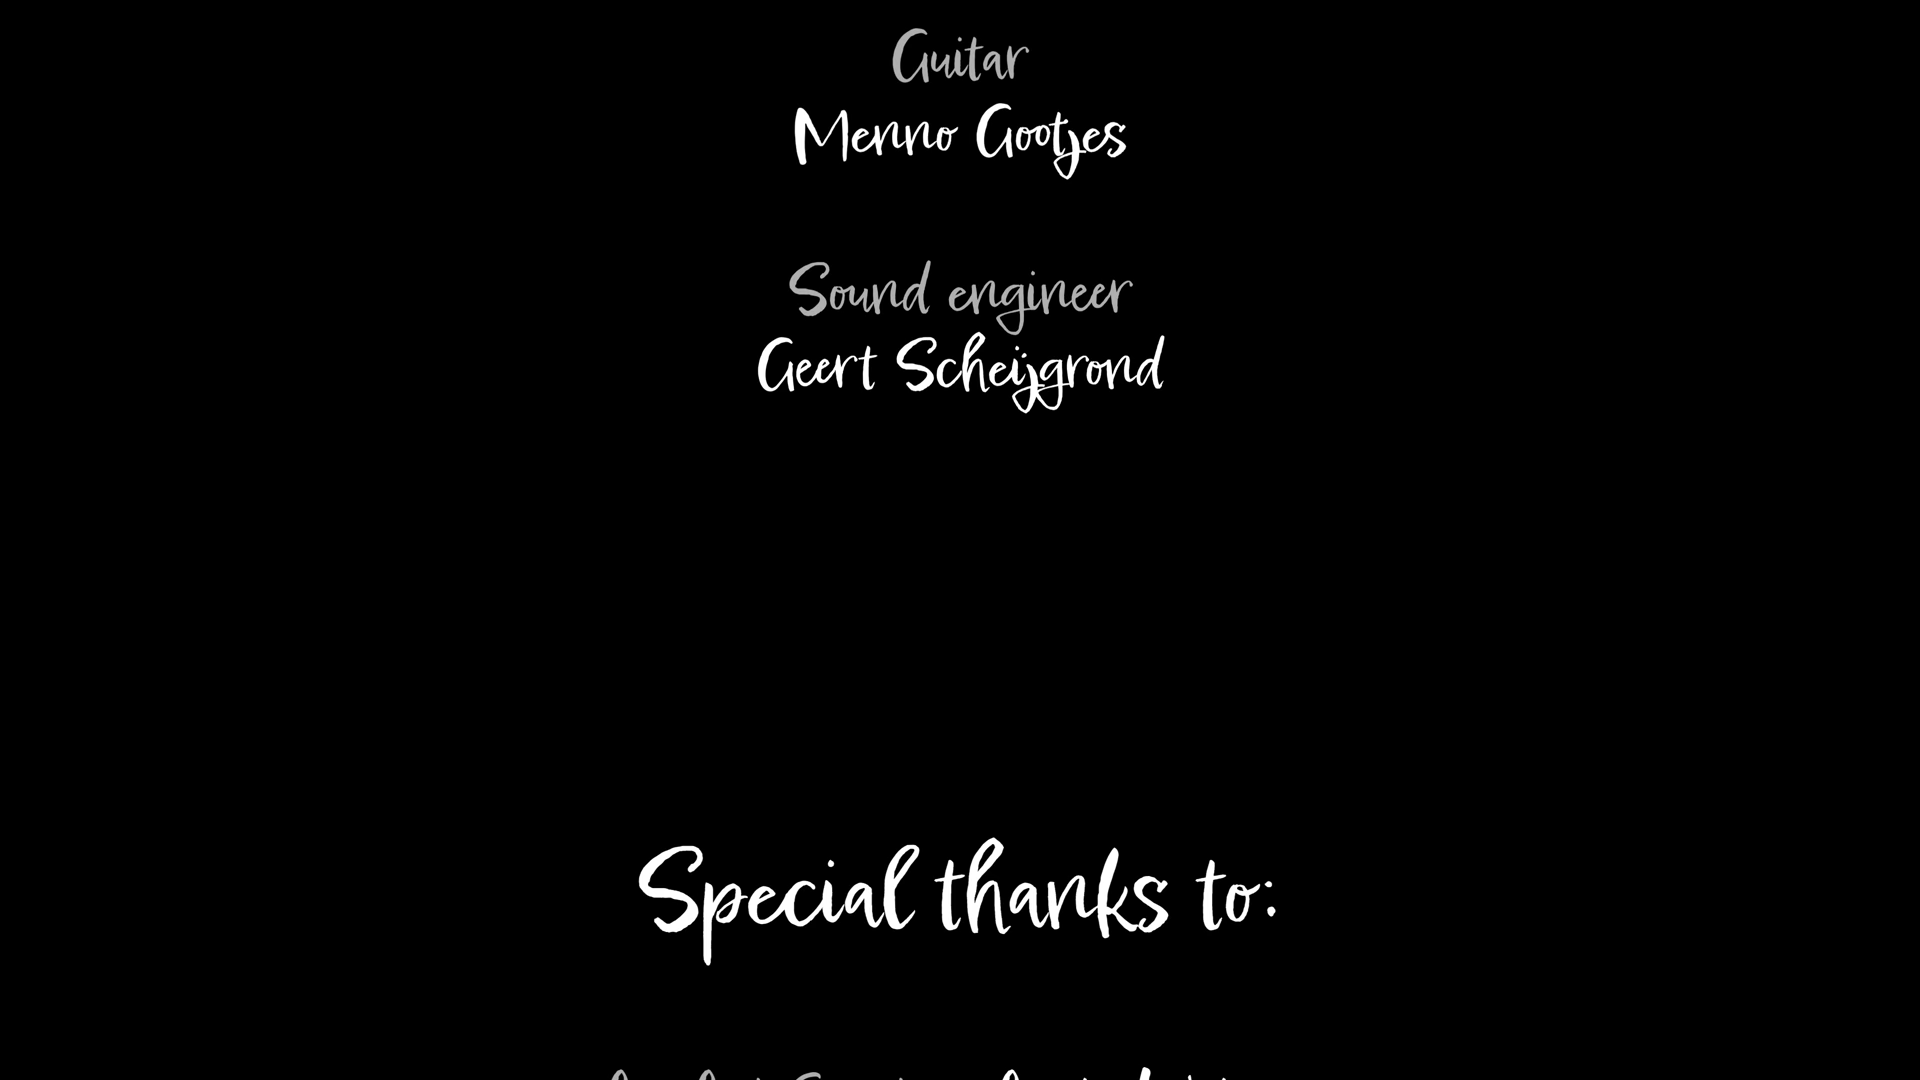 Guitar
Menno Gootjes
Sound engineer
Geert Scheijgrond
Special thanks to: